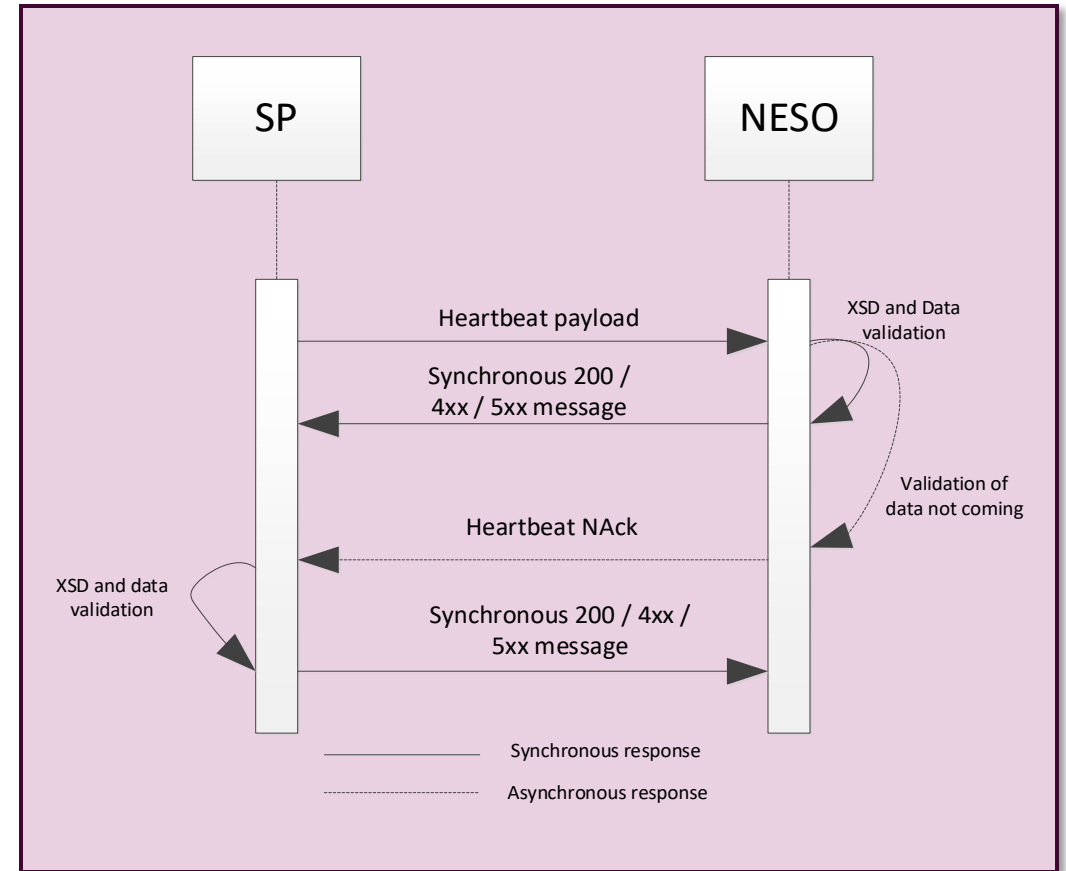 SP
NESO
Heartbeat payload
XSD and Data
validation
Synchronous 200 /
4xx / 5xx message
Validation of
data not coming
Heartbeat NAck
XSD and data
validation
Synchronous 200 / 4xx /
5xx message
Synchronous response
Asynchronous response